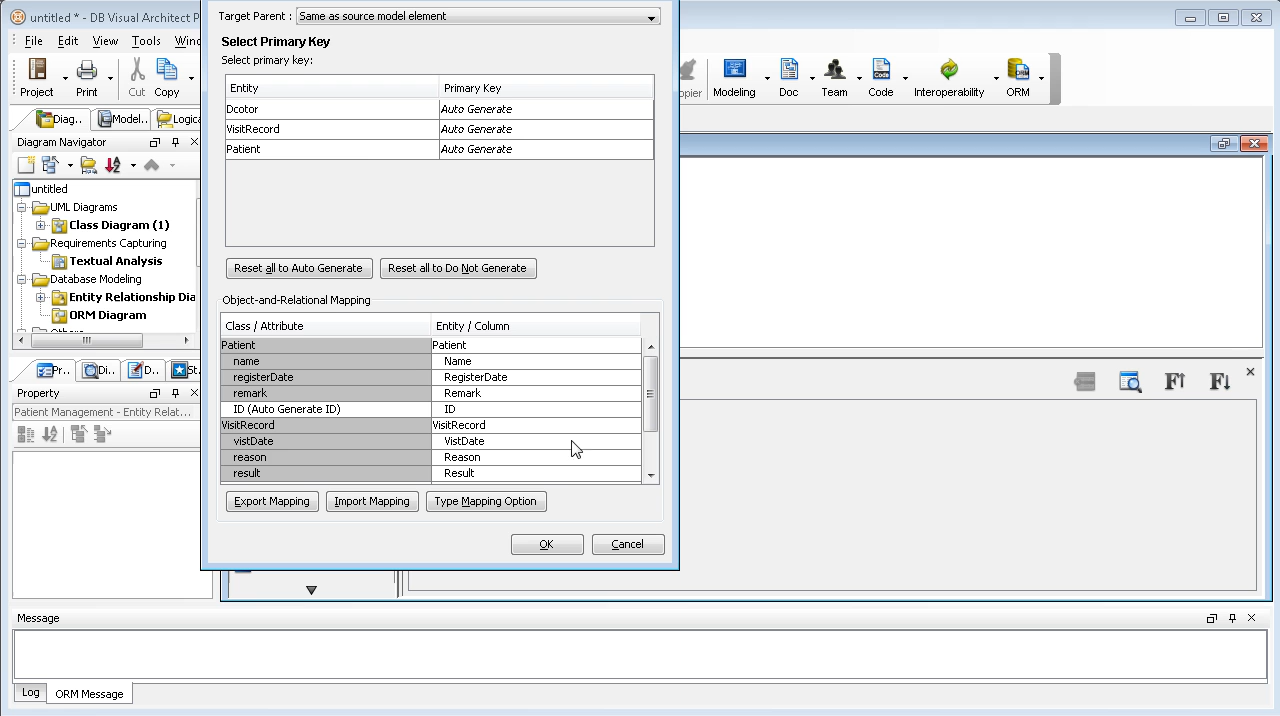 untitled * - DB Visual Architect P
Target Parent : Same as source model element
File Edit View Tools Wind
Select Primary Key
Select primary key:
Project Print Cut Copy
opier Modeling Doc Team Code Interoperability ORM
Entity Primary Key
Dcotor Auto Generate
VisitRecord Auto Generate
Patient Auto Generate
Diag.. Model.. Logica
Diagram Navigator
untitled
UML Diagrams
Class Diagram (1)
Requirements Capturing
Textual Analysis
Database Modeling
Entity Relationship Dia
ORM Diagram
Others
Reset all to Auto Generate Reset all to Do Not Generate
Object-and-Relational Mapping
Class / Attribute Entity / Column
Patient Patient
name Name
registerDate RegisterDate
remark Remark
ID (Auto Generate ID) ID
VisitRecord VisitRecord
vistDate VistDate
reason Reason
result Result
Pr.. Di.. D.. St.
Property
Patient Management - Entity Relat...
Export Mapping Import Mapping Type Mapping Option
OK Cancel
Message
Log ORM Message